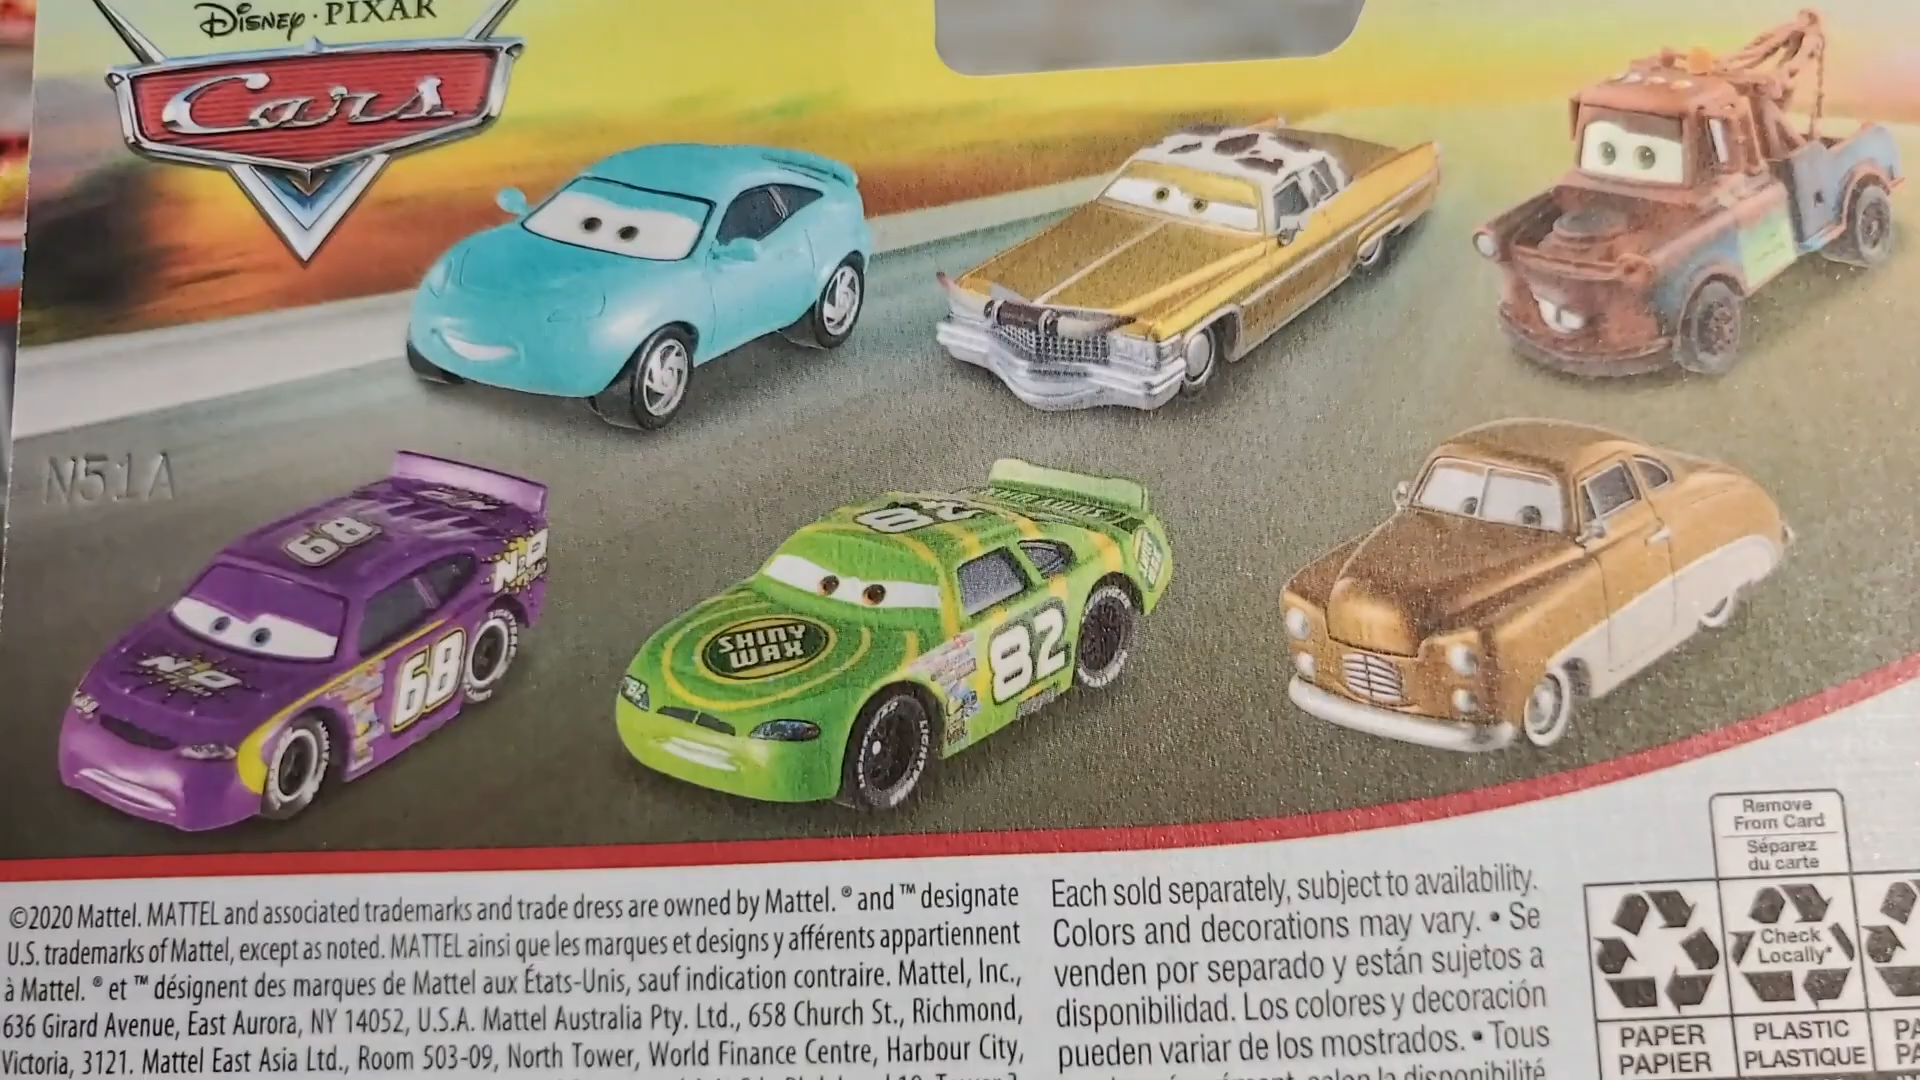 Disney·PIXAR
Cars
N51A
68
68
N2O
N2O
82
SHINY
WAX
82
82
©2020 Mattel. MATTEL and associated trademarks and trade dress are owned by Mattel. ® and ™ designate
U.S. trademarks of Mattel, except as noted. MATTEL ainsi que les marques et designs y afférents appartiennent
à Mattel. ® et ™ désignent des marques de Mattel aux États-Unis, sauf indication contraire. Mattel, Inc.,
636 Girard Avenue, East Aurora, NY 14052, U.S.A. Mattel Australia Pty. Ltd., 658 Church St., Richmond,
Victoria, 3121. Mattel East Asia Ltd., Room 503-09, North Tower, World Finance Centre, Harbour City,
Each sold separately, subject to availability.
Colors and decorations may vary. • Se
venden por separado y están sujetos a
disponibilidad. Los colores y decoración
pueden variar de los mostrados. • Tous
Remove
From Card
Séparez
du carte
Check
Locally*
PAPER
PAPIER
PLASTIC
PLASTIQUE